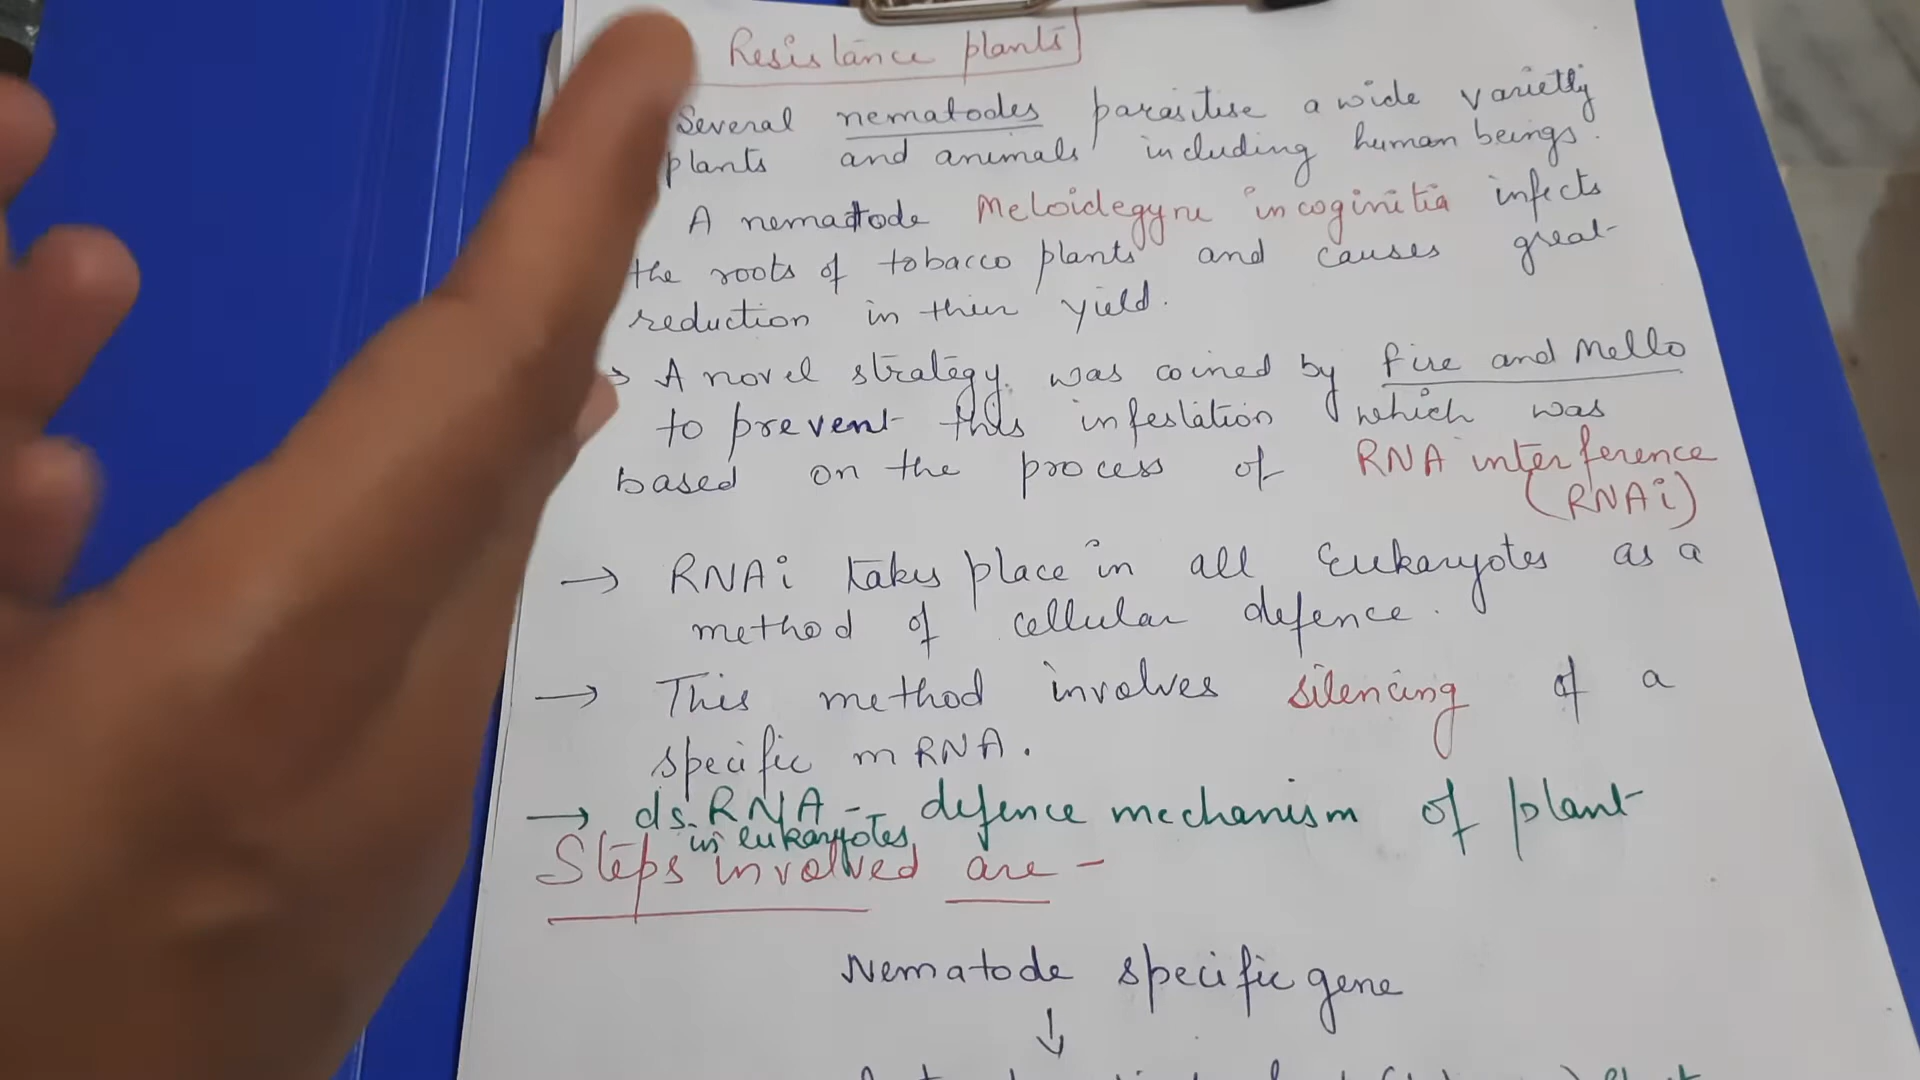 Resistance plants
Several nematodes parasitise a wide varietly
plants and animals including human beings.
A nematode Meloidegyne incoginitia infects
the roots of tobacco plants and causes great
reduction in their yield.
→ A novel strategy was coined by Fire and Mello
to prevent this infestation which was
based on the process of RNA interference
(RNAi)
→ RNAi takes place in all Eukaryotes as a
method of cellular defence.
→ This method involves silencing of a
specific mRNA.
→ ds.RNA - defence mechanism of plant
in eukaryotes
Steps involved are -
Nematode specific gene
↓